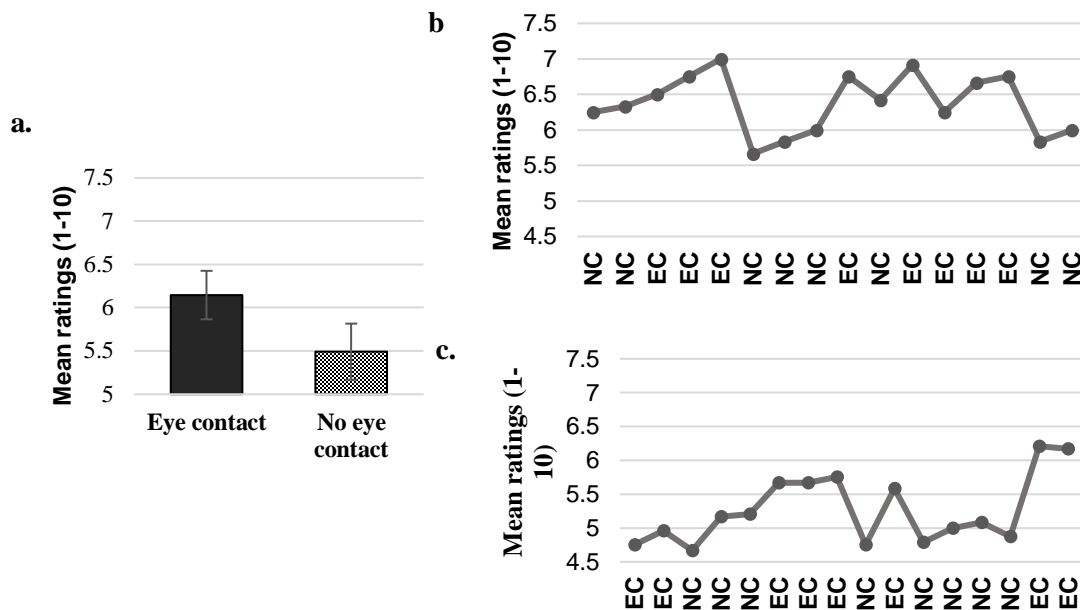 a.
Mean ratings (1-10)
7.5
7
6.5
6
5.5
5
Eye contact
No eye
contact
b
Mean ratings (1-10)
7.5
7
6.5
6
5.5
5
4.5
NC NC EC EC EC NC NC NC EC NC EC EC EC EC NC NC
c.
Mean ratings (1-
10)
7.5
7
6.5
6
5.5
5
4.5
EC EC NC NC NC EC EC EC NC EC NC NC NC NC EC EC